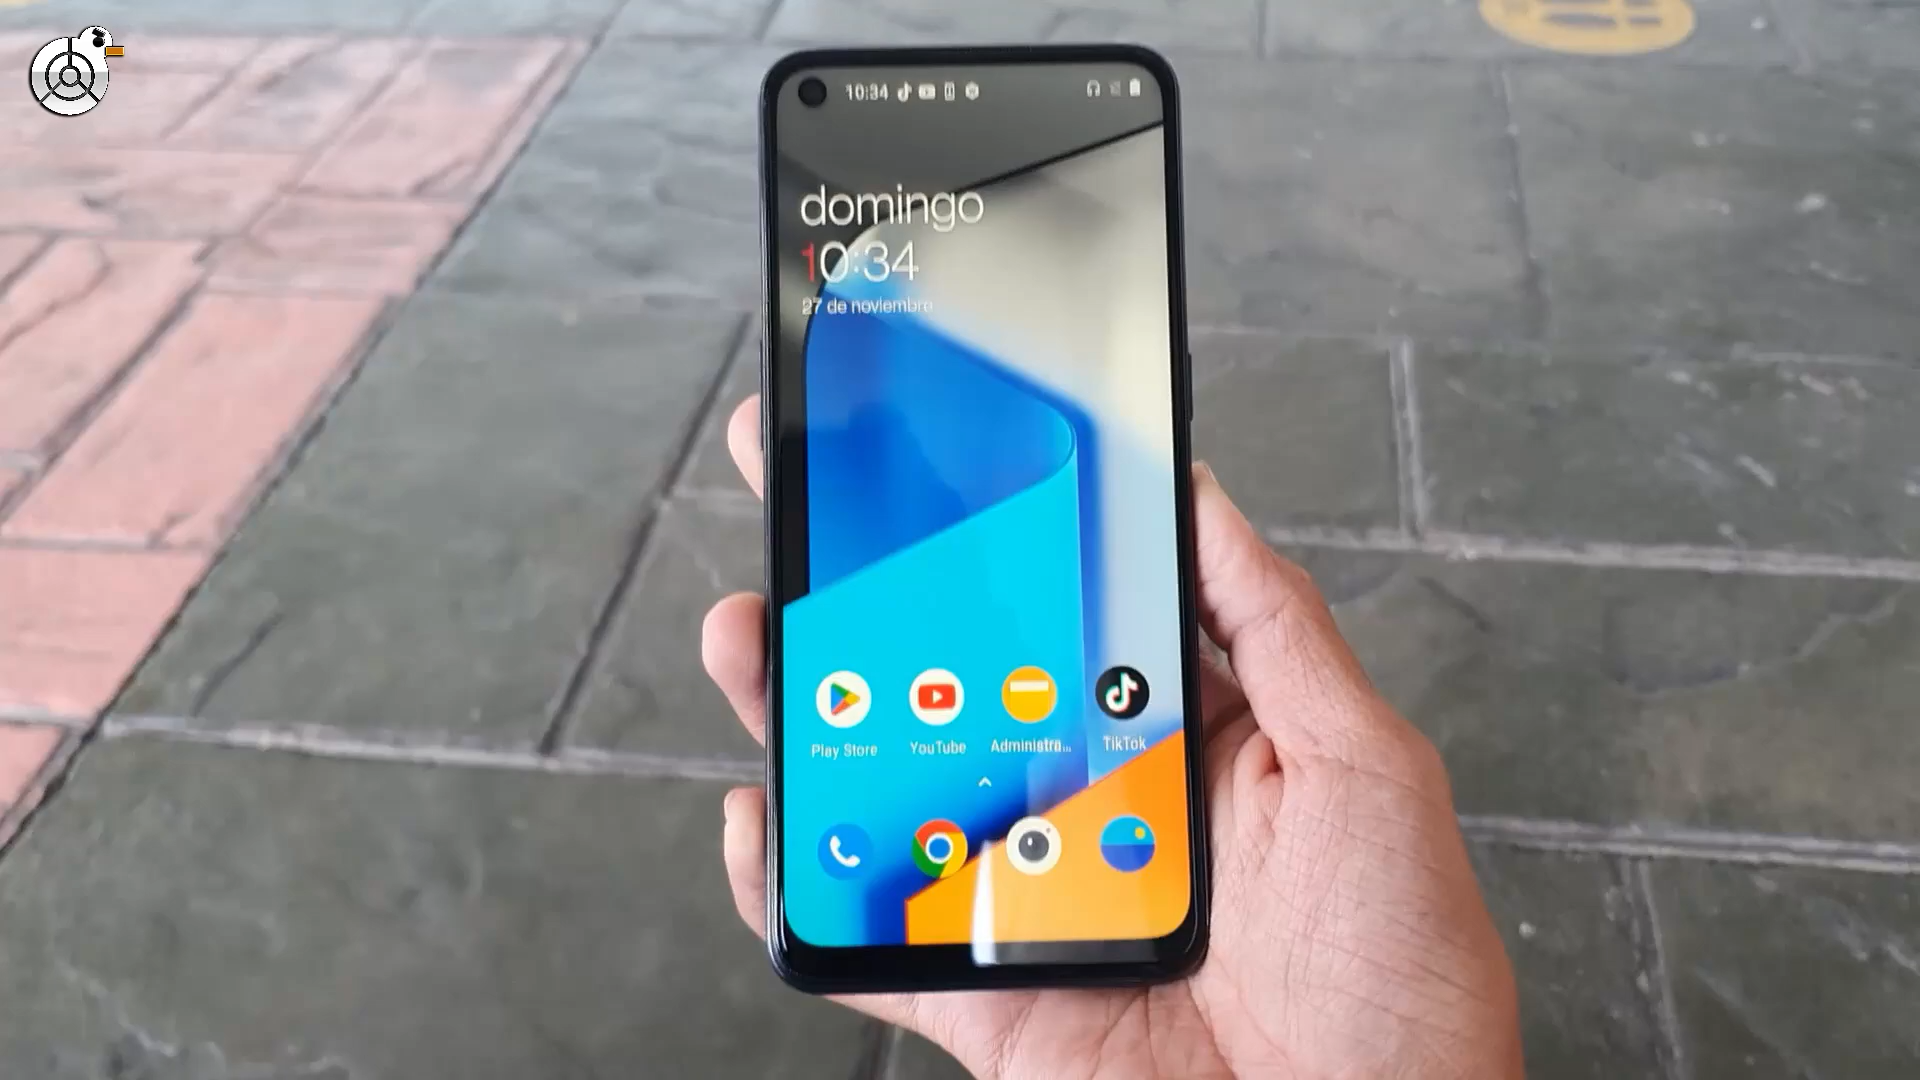 10:34
domingo
10:34
27 de noviembre
Play Store
YouTube
Administra...
TikTok